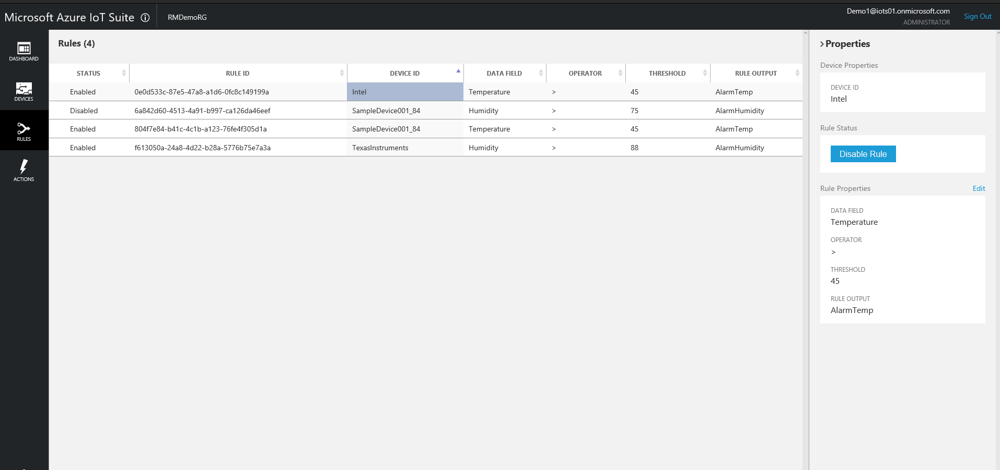 Microsoft Azure IoT Suite RMDemoRG Demo1@iots01.onmicrosoft.com Sign Out
ADMINISTRATOR
DASHBOARD
DEVICES
RULES
ACTIONS
Rules (4)
STATUS RULE ID DEVICE ID DATA FIELD OPERATOR THRESHOLD RULE OUTPUT
Enabled 0e0d533c-87e5-47a8-a1d6-0fc8c149199a Intel Temperature > 45 AlarmTemp
Disabled 6a842d60-4513-4a91-b997-ca126da46eef SampleDevice001_84 Humidity > 75 AlarmHumidity
Enabled 804f7e84-b41c-4c1b-a123-76fe4f305d1a SampleDevice001_84 Temperature > 45 AlarmTemp
Enabled f613050a-24a8-4d22-b28a-5776b75e7a3a TexasInstruments Humidity > 88 AlarmHumidity
Properties
Device Properties
DEVICE ID
Intel
Rule Status
Disable Rule
Rule Properties Edit
DATA FIELD
Temperature
OPERATOR
>
THRESHOLD
45
RULE OUTPUT
AlarmTemp